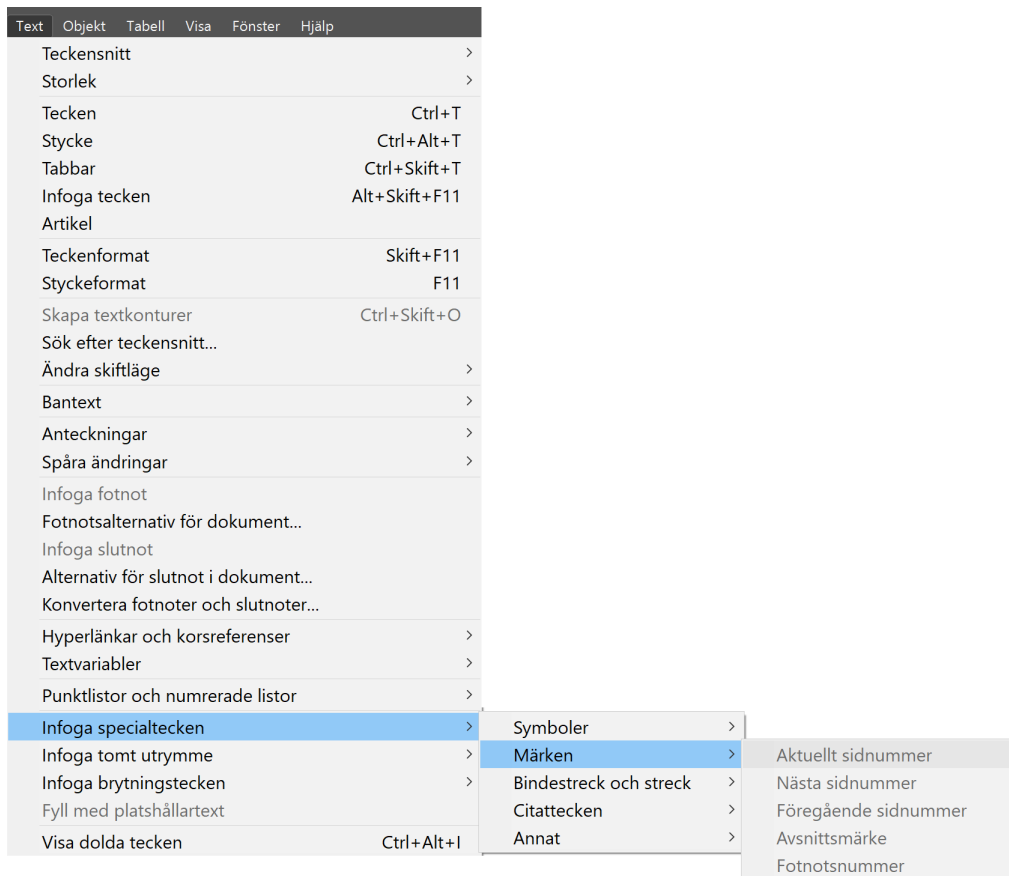 Text Objekt Tabell Visa Fönster Hjälp
Teckensnitt
Storlek
Tecken Ctrl+T
Stycke Ctrl+Alt+T
Tabbar Ctrl+Skift+T
Infoga tecken Alt+Skift+F11
Artikel
Teckenformat Skift+F11
Styckeformat F11
Skapa textkonturer Ctrl+Skift+O
Sök efter teckensnitt...
Ändra skiftläge
Bantext
Anteckningar
Spåra ändringar
Infoga fotnot
Fotnotsalternativ för dokument...
Infoga slutnot
Alternativ för slutnot i dokument...
Konvertera fotnoter och slutnoter...
Hyperlänkar och korsreferenser
Textvariabler
Punktlistor och numrerade listor
Infoga specialtecken
Infoga tomt utrymme
Infoga brytningstecken
Fyll med platshållartext
Visa dolda tecken Ctrl+Alt+I
Symboler
Märken
Bindestreck och streck
Citattecken
Annat
Aktuellt sidnummer
Nästa sidnummer
Föregående sidnummer
Avsnittsmärke
Fotnotsnummer